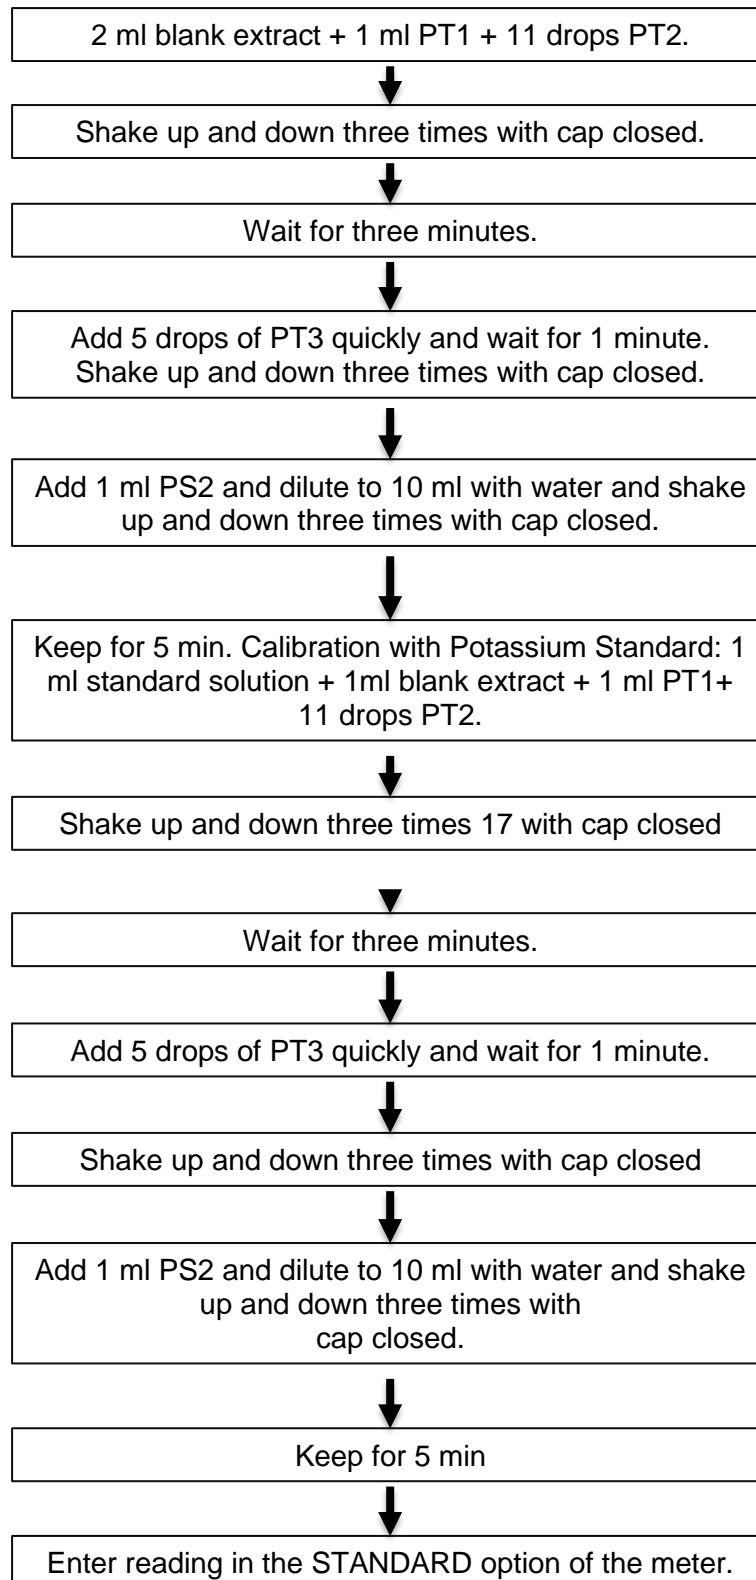 2 ml blank extract + 1 ml PT1 + 11 drops PT2.
Shake up and down three times with cap closed.
Wait for three minutes.
Add 5 drops of PT3 quickly and wait for 1 minute.
Shake up and down three times with cap closed.
Add 1 ml PS2 and dilute to 10 ml with water and shake
up and down three times with cap closed.
Keep for 5 min. Calibration with Potassium Standard: 1
ml standard solution + 1ml blank extract + 1 ml PT1+
11 drops PT2.
Shake up and down three times 17 with cap closed
Wait for three minutes.
Add 5 drops of PT3 quickly and wait for 1 minute.
Shake up and down three times with cap closed
Add 1 ml PS2 and dilute to 10 ml with water and shake
up and down three times with
cap closed.
Keep for 5 min
Enter reading in the STANDARD option of the meter.